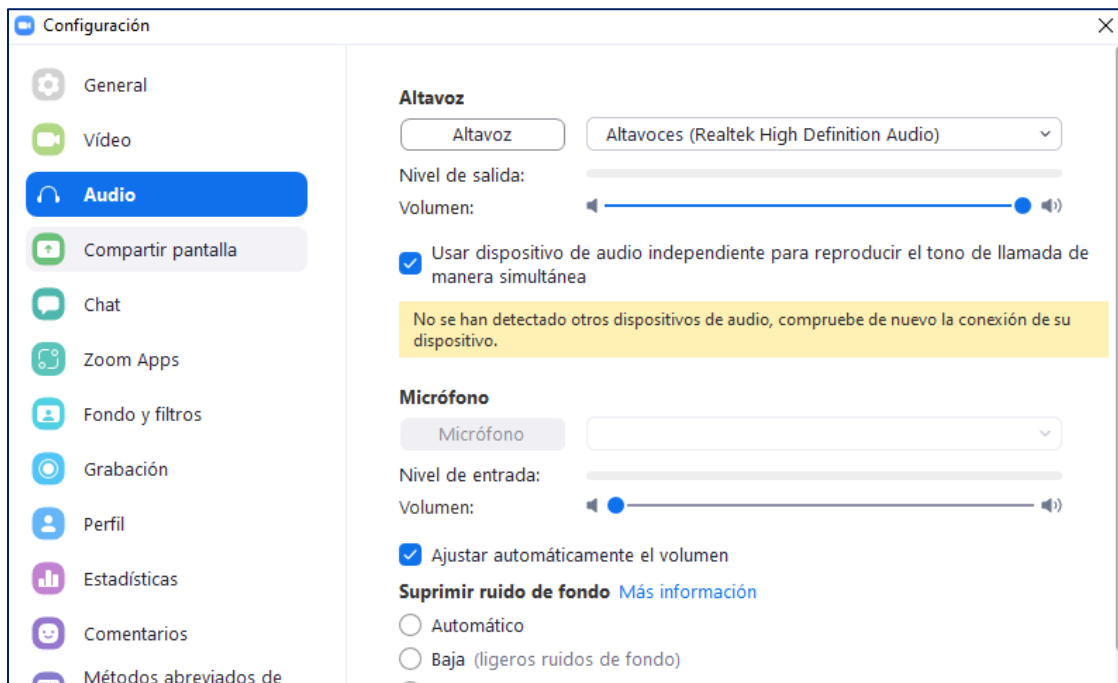 Configuración
General
Vídeo
Audio
Compartir pantalla
Chat
Zoom Apps
Fondo y filtros
Grabación
Perfil
Estadísticas
Comentarios
Métodos abreviados de
Altavoz
Altavoz
Altavoces (Realtek High Definition Audio)
Nivel de salida:
Volumen:
Usar dispositivo de audio independiente para reproducir el tono de llamada de
manera simultánea
No se han detectado otros dispositivos de audio, compruebe de nuevo la conexión de su
dispositivo.
Micrófono
Micrófono
Nivel de entrada:
Volumen:
Ajustar automáticamente el volumen
Suprimir ruido de fondo Más información
Automático
Baja (ligeros ruidos de fondo)